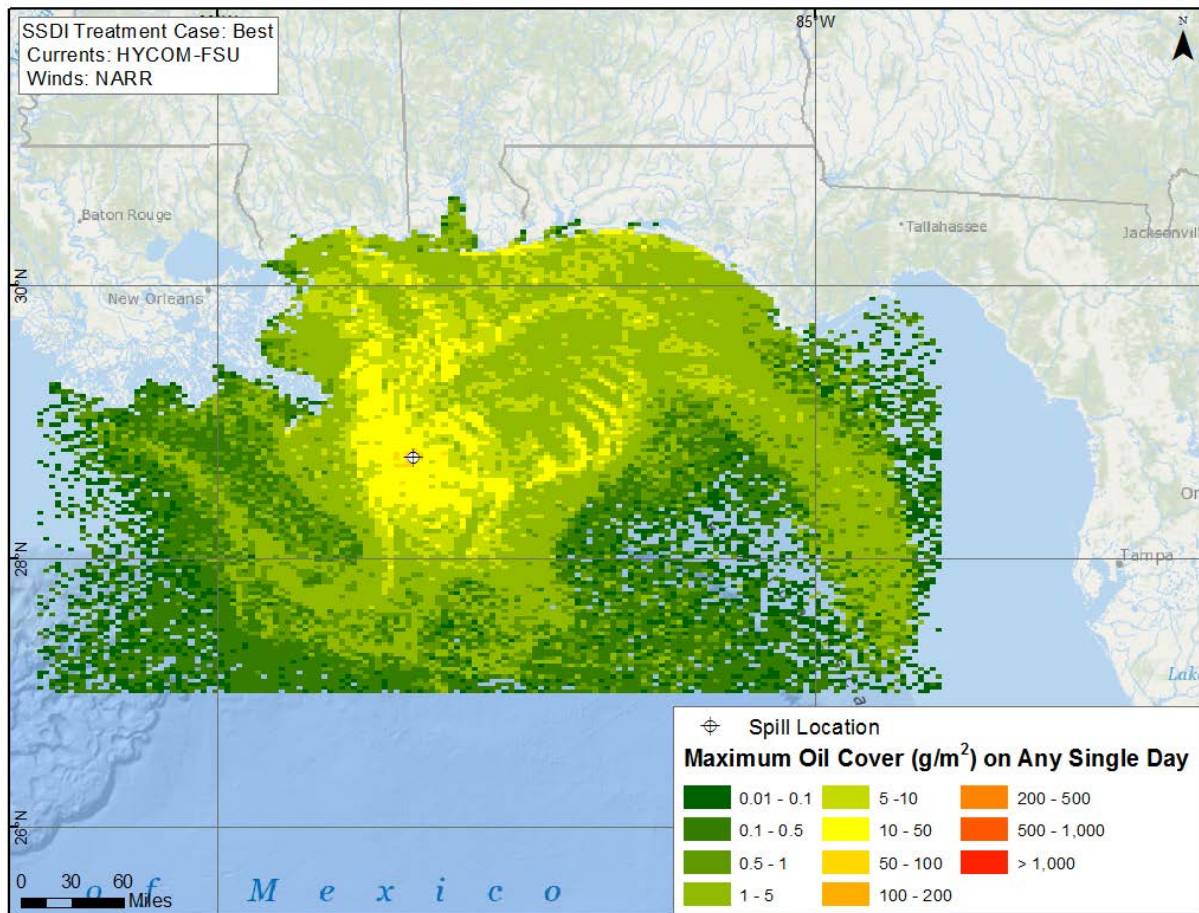 SSDI Treatment Case: Best
Currents: HYCOM-FSU
Winds: NARR
85°W
N
Baton Rouge
Tallahassee
Jacksonvil
30°N
New Orleans
28°N
Tampa
Or
Lake
26°N
o f M e x i c o
0 30 60
Miles
Spill Location
Maximum Oil Cover (g/m²) on Any Single Day
0.01 - 0.1
0.1 - 0.5
0.5 - 1
1 - 5
5 -10
10 - 50
50 - 100
100 - 200
200 - 500
500 - 1,000
> 1,000